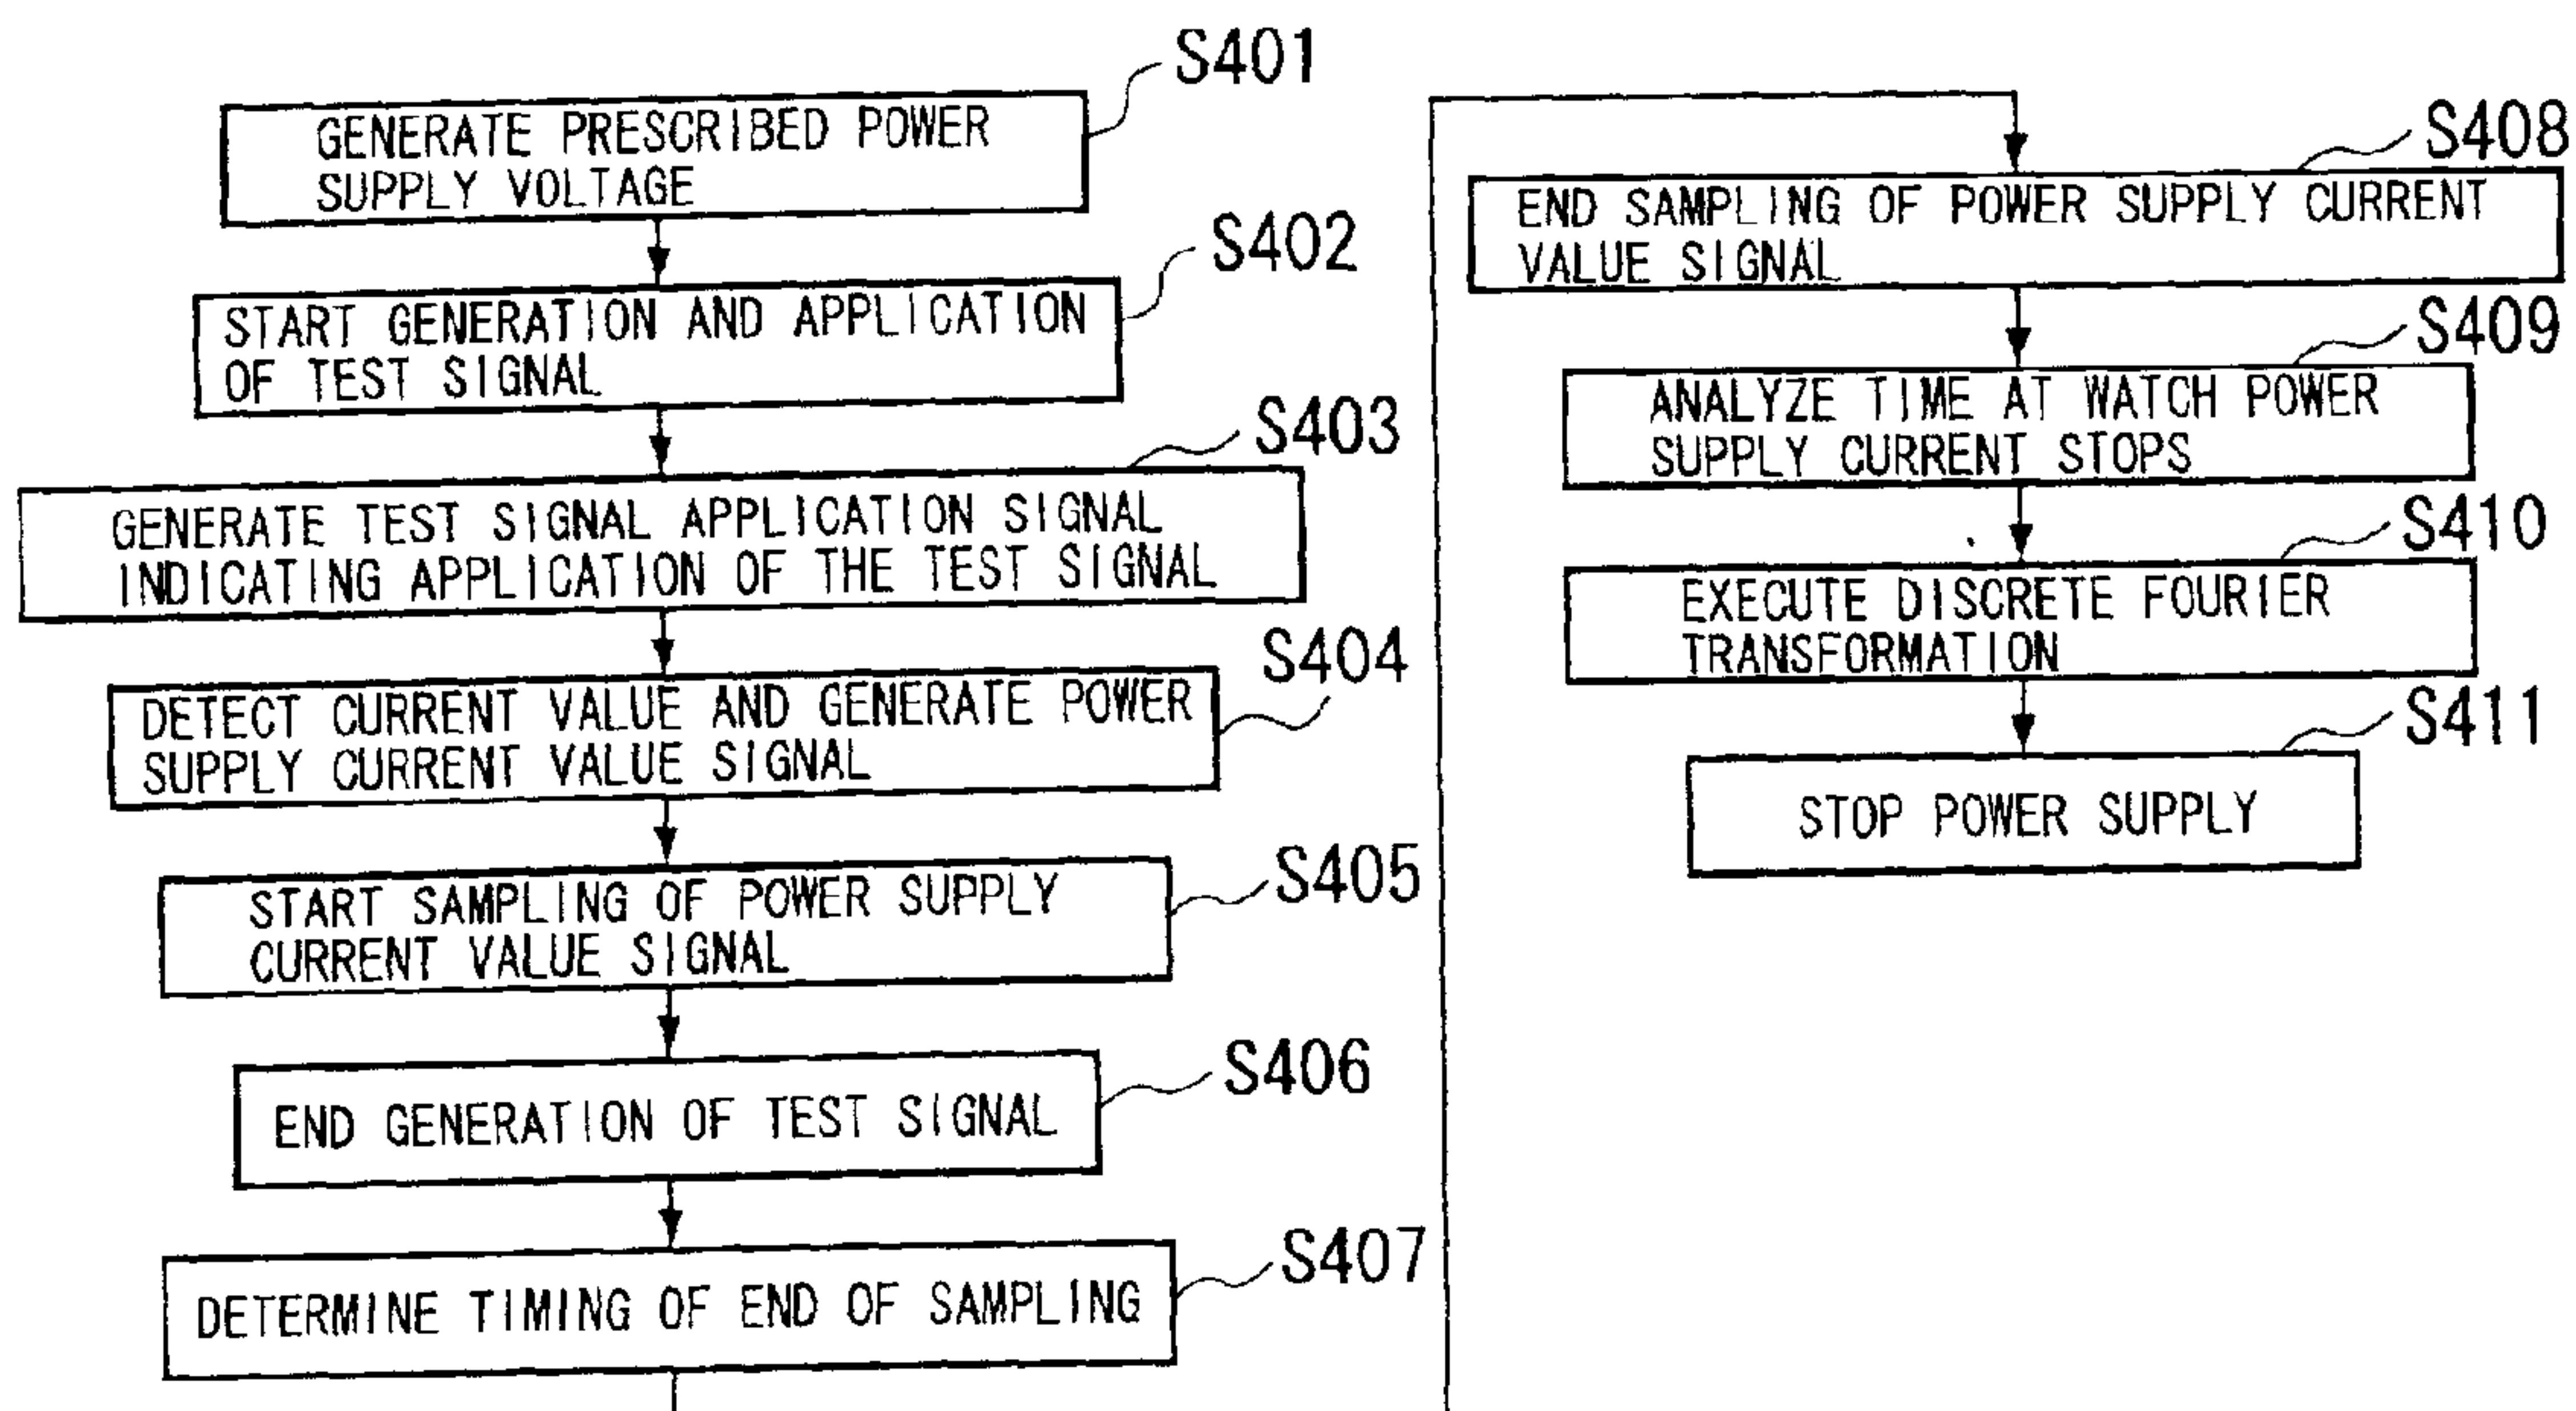 S401
GENERATE PRESCRIBED POWER
SUPPLY VOLTAGE
S402
START GENERATION AND APPLICATION
OF TEST SIGNAL
S403
GENERATE TEST SIGNAL APPLICATION SIGNAL
INDICATING APPLICATION OF THE TEST SIGNAL
S404
DETECT CURRENT VALUE AND GENERATE POWER
SUPPLY CURRENT VALUE SIGNAL
S405
START SAMPLING OF POWER SUPPLY
CURRENT VALUE SIGNAL
S406
END GENERATION OF TEST SIGNAL
S407
DETERMINE TIMING OF END OF SAMPLING
S408
END SAMPLING OF POWER SUPPLY CURRENT
VALUE SIGNAL
S409
ANALYZE TIME AT WATCH POWER
SUPPLY CURRENT STOPS
S410
EXECUTE DISCRETE FOURIER
TRANSFORMATION
S411
STOP POWER SUPPLY